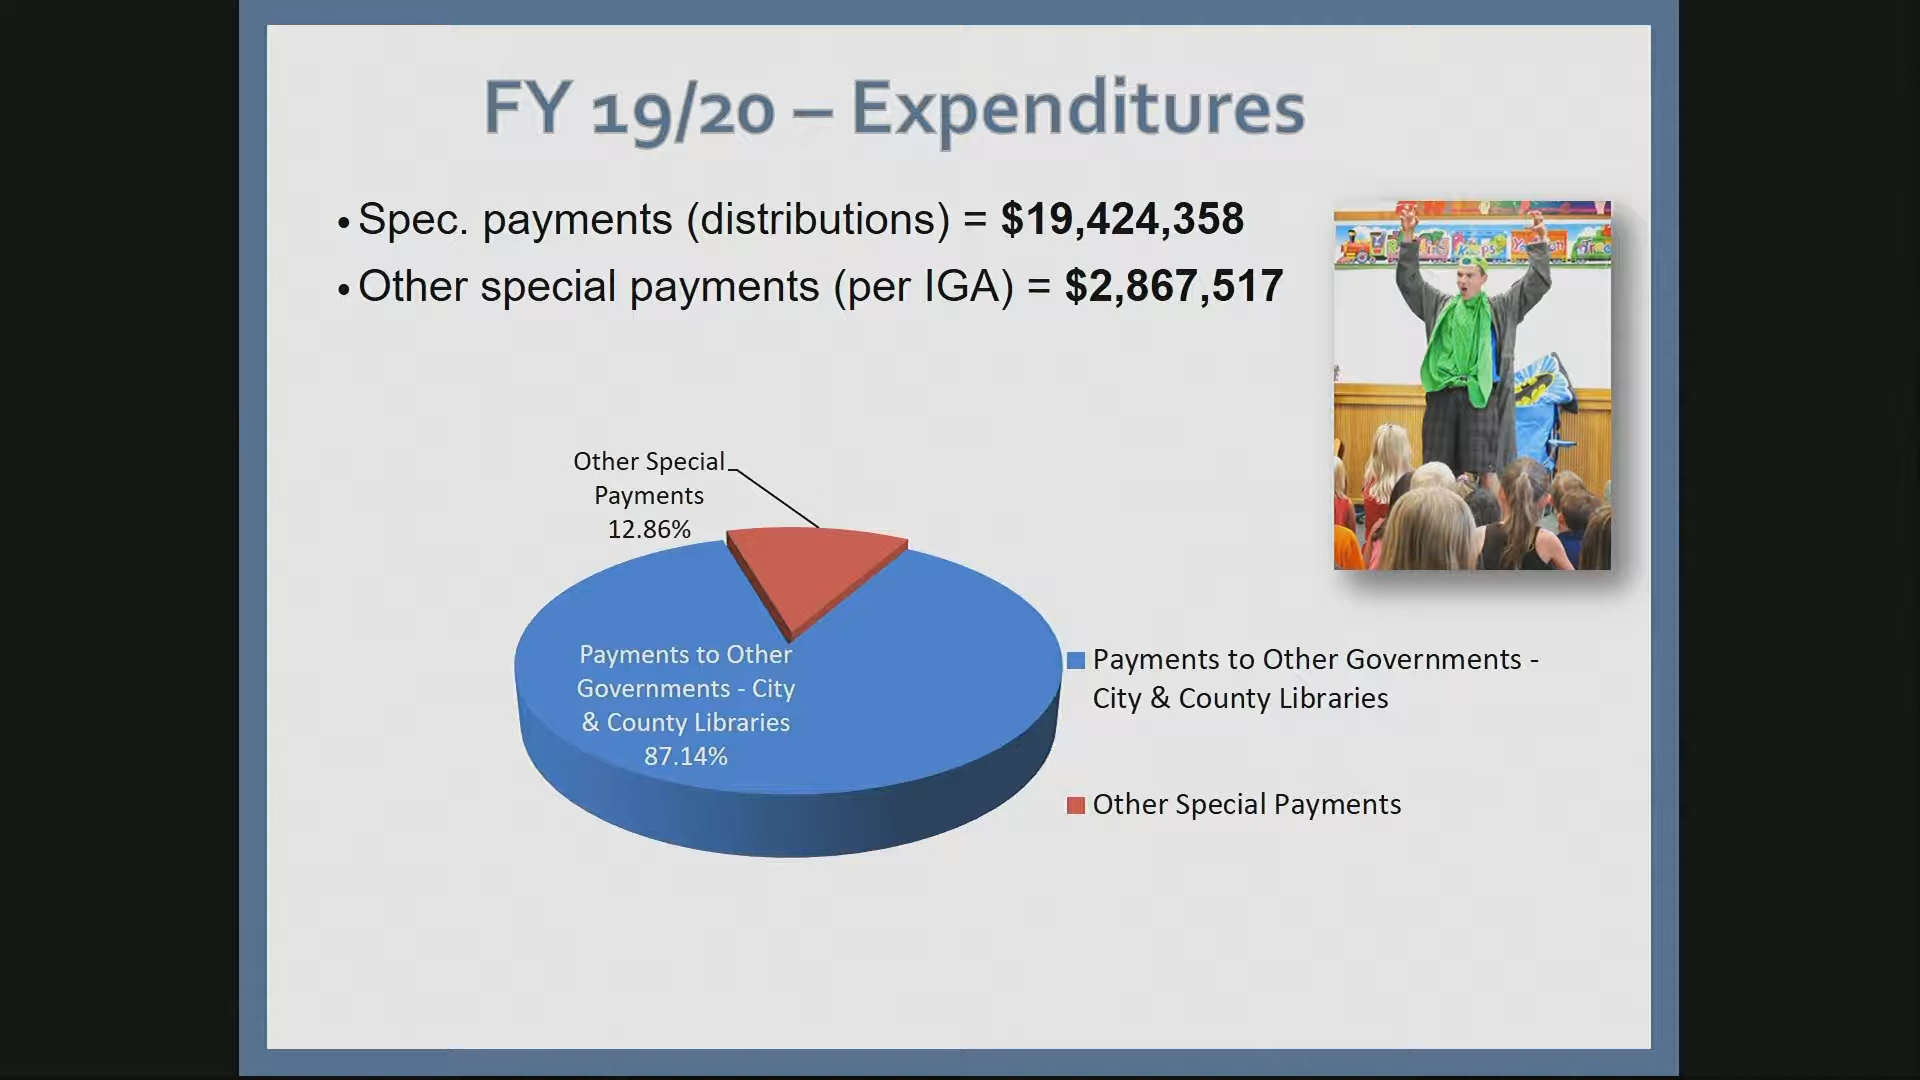 FY 19/20 – Expenditures
• Spec. payments (distributions) = $19,424,358
• Other special payments (per IGA) = $2,867,517
Other Special
Payments
12.86%
Payments to Other
Governments - City
& County Libraries
87.14%
Payments to Other Governments -
City & County Libraries
Other Special Payments